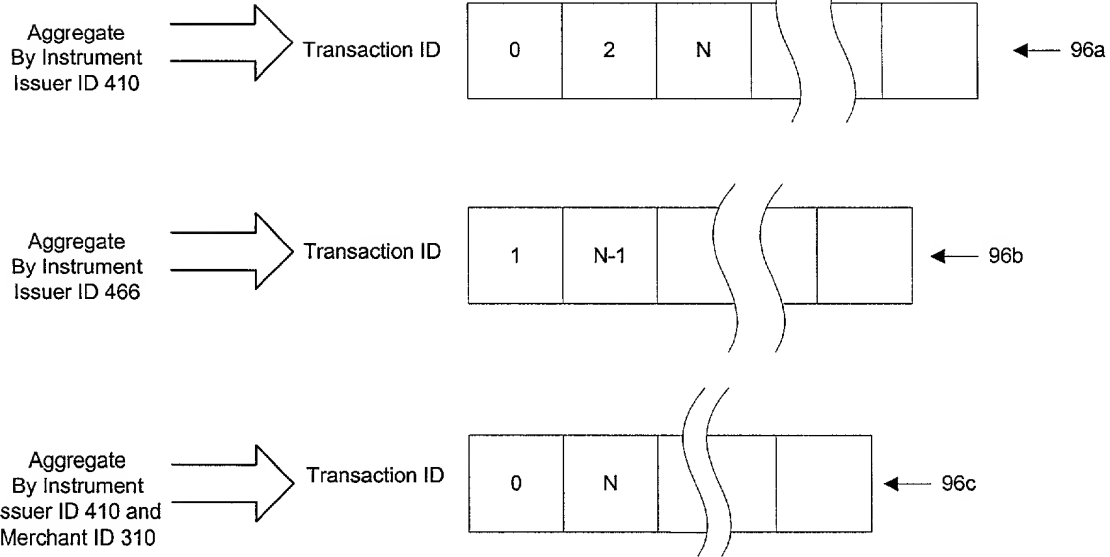 Aggregate
By Instrument
Issuer ID 410
Transaction ID
0 2 N
96a
Aggregate
By Instrument
Issuer ID 466
Transaction ID
1 N-1
96b
Aggregate
By Instrument
ssuer ID 410 and
Merchant ID 310
Transaction ID
0 N
96c